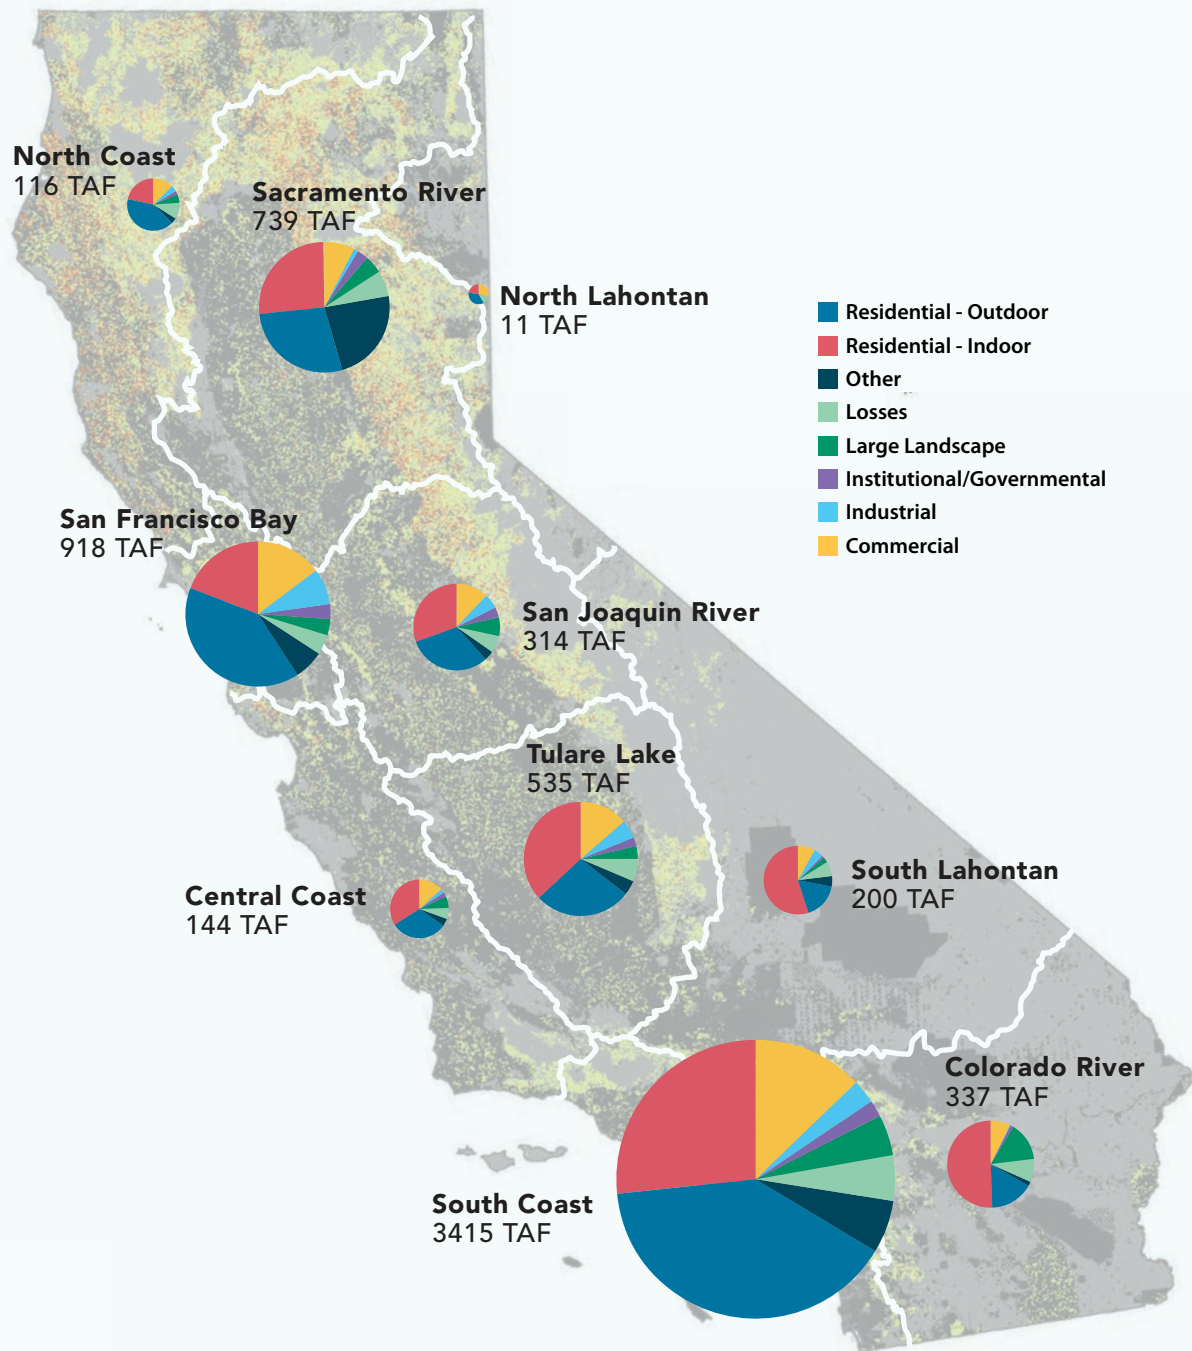 North Coast
116 TAF
Sacramento River
739 TAF
North Lahontan
11 TAF
Residential - Outdoor
Residential - Indoor
Other
Losses
Large Landscape
Institutional/Governmental
Industrial
Commercial
San Francisco Bay
918 TAF
San Joaquin River
314 TAF
Tulare Lake
535 TAF
South Lahontan
200 TAF
Central Coast
144 TAF
Colorado River
337 TAF
South Coast
3415 TAF